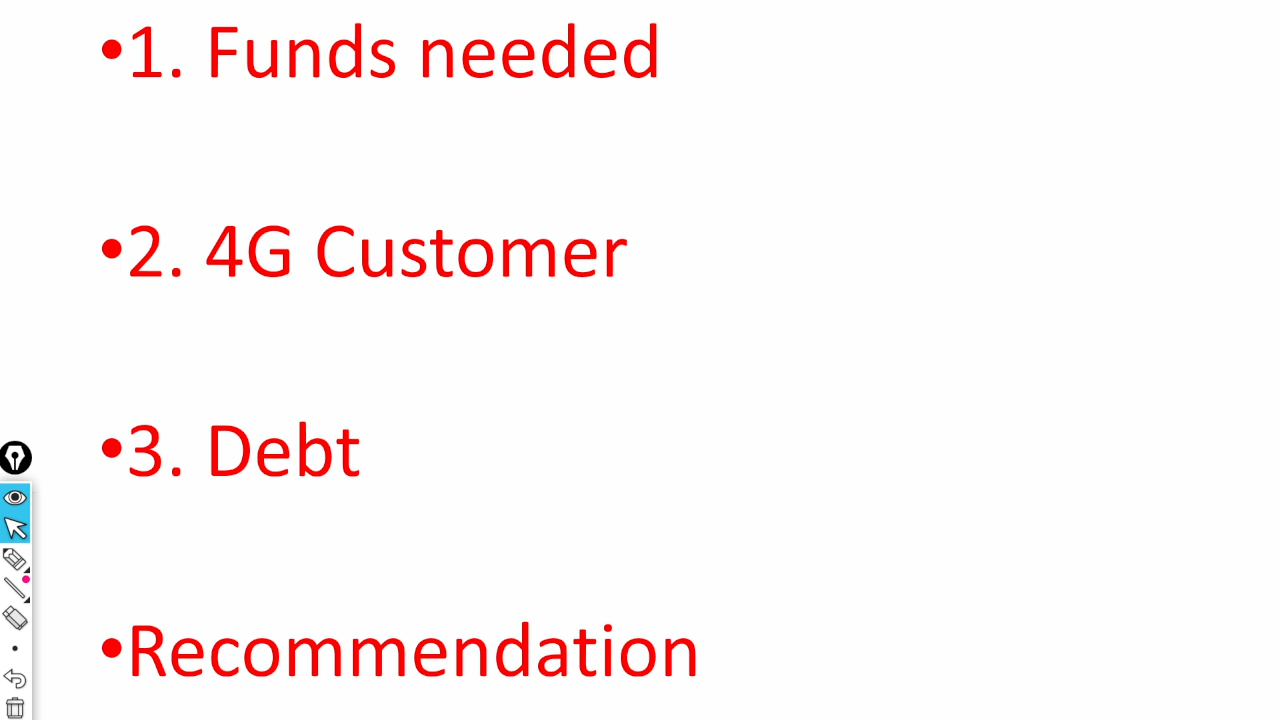 •1. Funds needed
•2. 4G Customer
•3. Debt
•Recommendation